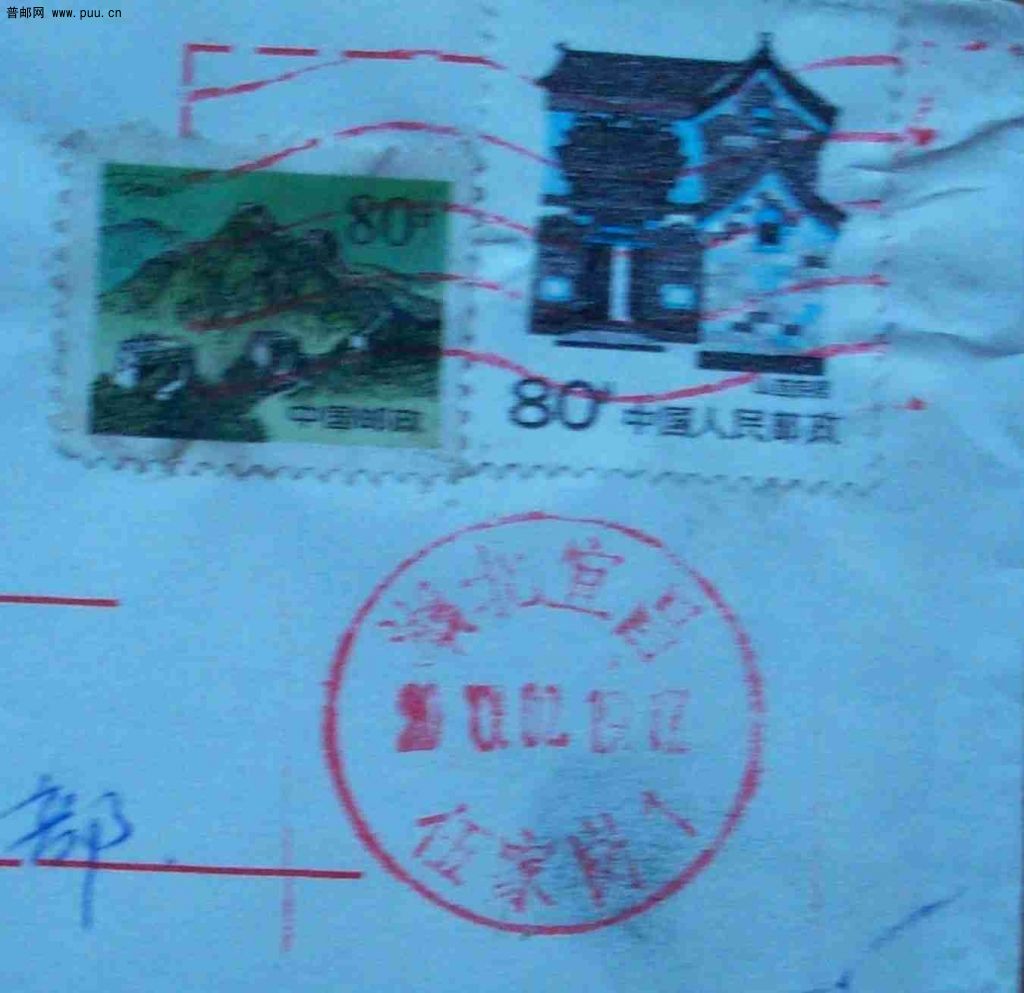 普邮网 www.puu.cn
80分
中国邮政
80分 中国人民邮政
湖北宜昌
伍家岗1
部